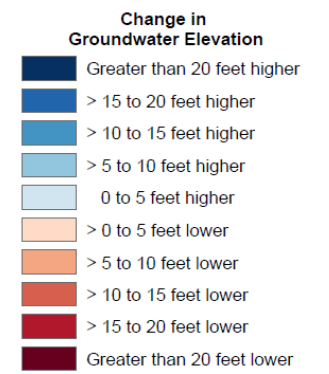 Change in
Groundwater Elevation
Greater than 20 feet higher
> 15 to 20 feet higher
> 10 to 15 feet higher
> 5 to 10 feet higher
0 to 5 feet higher
> 0 to 5 feet lower
> 5 to 10 feet lower
> 10 to 15 feet lower
> 15 to 20 feet lower
Greater than 20 feet lower